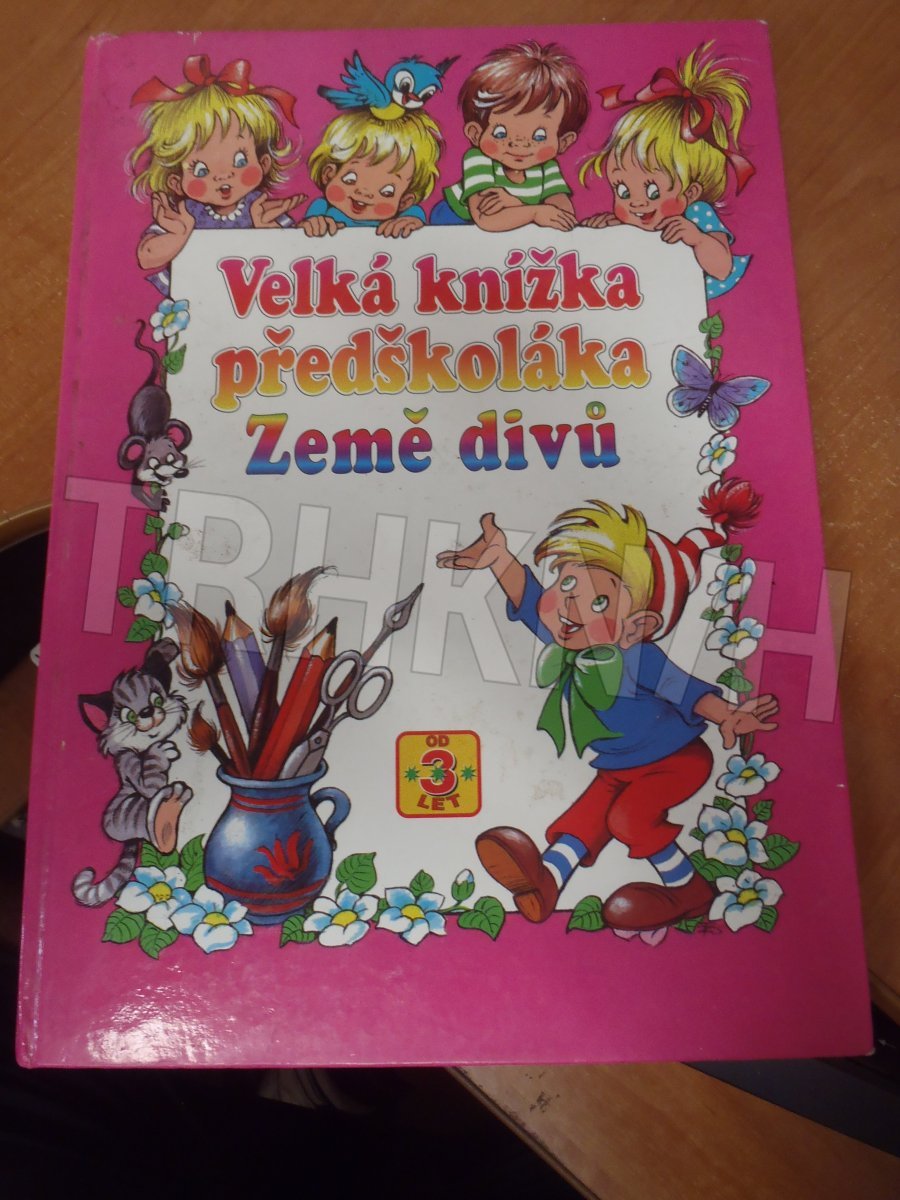 Velká knížka
předškoláka
Země divů
TRHKNIH
OD
3
LET